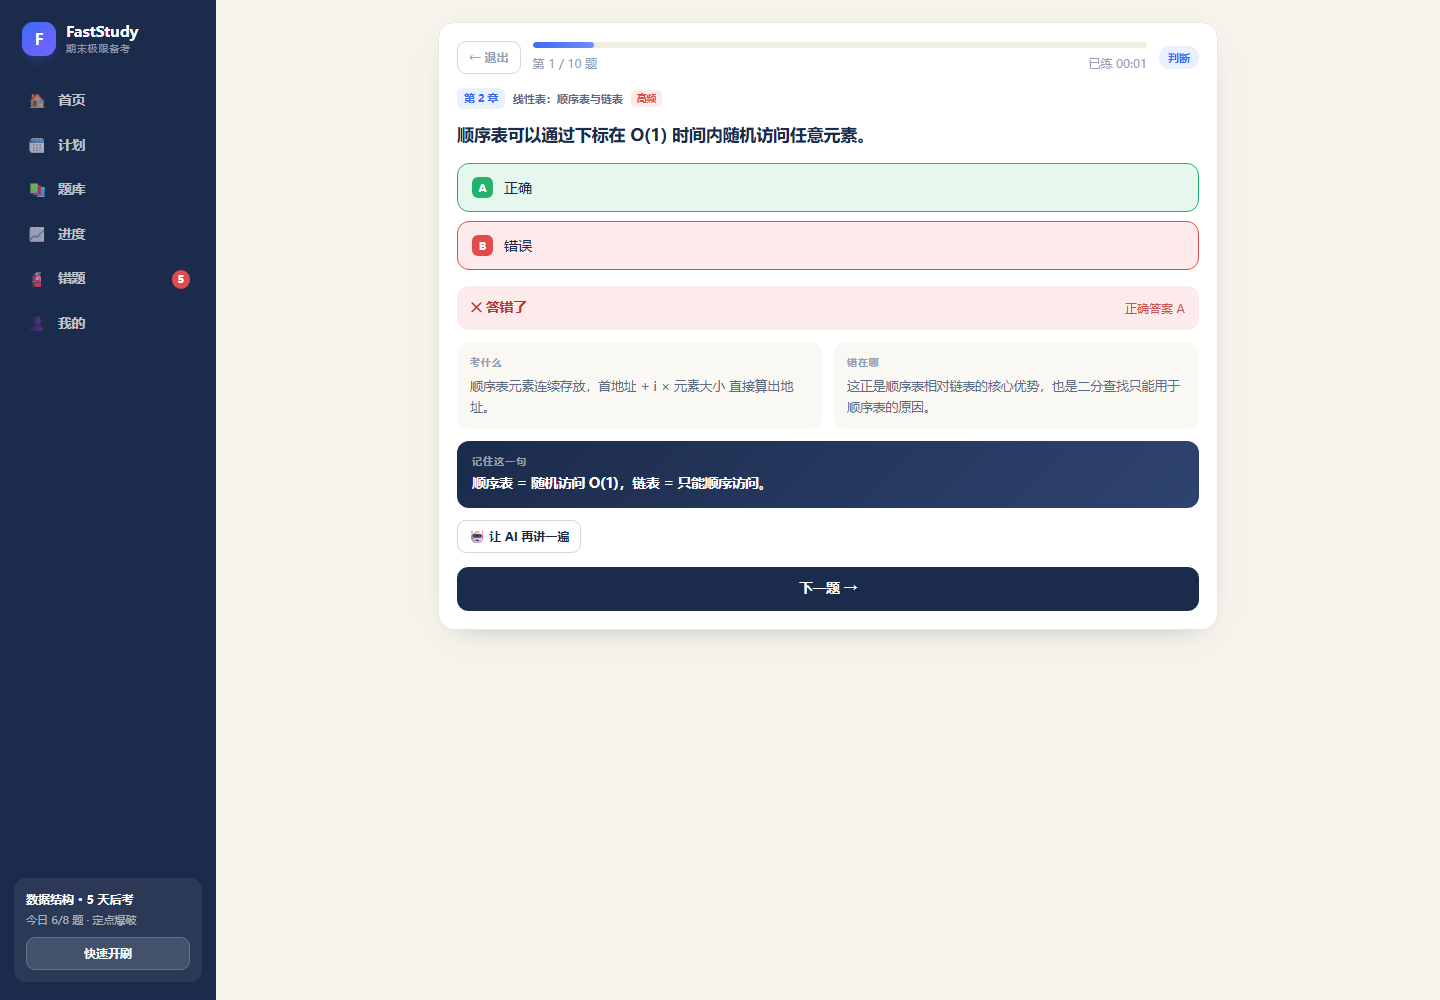 F
FastStudy
期末极限备考
首页
计划
题库
进度
错题
5
我的
数据结构 · 5 天后考
今日 6/8 题 · 定点爆破
快速开刷
← 退出
第 1 / 10 题
已练 00:01
判断
第 2 章
线性表：顺序表与链表
高频
顺序表可以通过下标在 O(1) 时间内随机访问任意元素。
A
正确
B
错误
✕ 答错了
正确答案 A
考什么
顺序表元素连续存放，首地址 + i × 元素大小 直接算出地
址。
错在哪
这正是顺序表相对链表的核心优势，也是二分查找只能用于
顺序表的原因。
记住这一句
顺序表 = 随机访问 O(1)，链表 = 只能顺序访问。
让 AI 再讲一遍
下一题 →